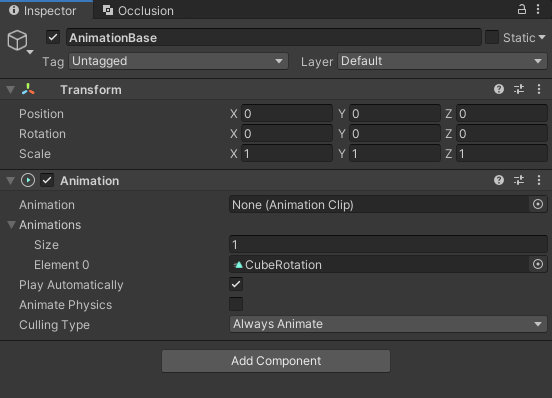 Inspector Occlusion
AnimationBase Static
Tag Untagged Layer Default
Transform
Position X 0 Y 0 Z 0
Rotation X 0 Y 0 Z 0
Scale X 1 Y 1 Z 1
Animation
Animation None (Animation Clip)
Animations
Size 1
Element 0 CubeRotation
Play Automatically
Animate Physics
Culling Type Always Animate
Add Component